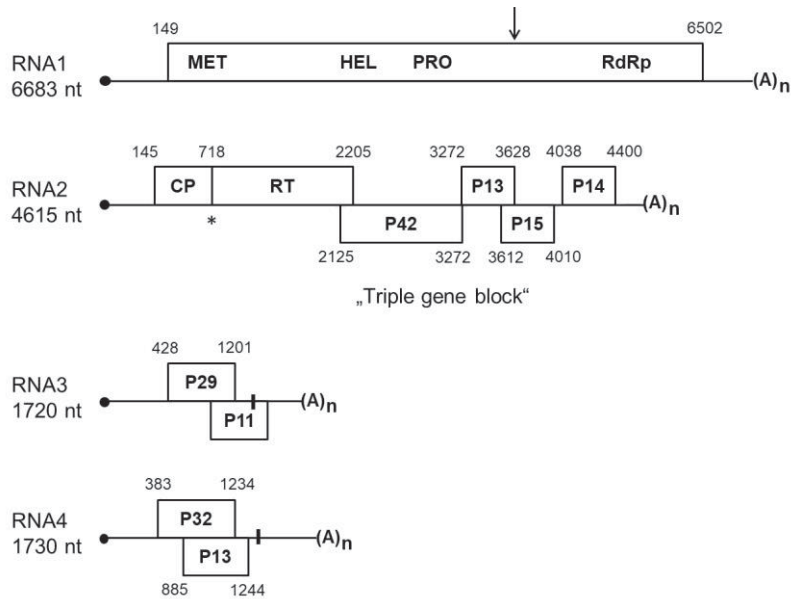 149 6502
RNA1 MET HEL PRO RdRp
6683 nt (A)n
145 718 2205 3272 3628 4038 4400
RNA2 CP RT P13 P14
4615 nt (A)n
* P42 P15
2125 3272 3612 4010
„Triple gene block“
428 1201
RNA3 P29
1720 nt (A)n
P11
383 1234
RNA4 P32
1730 nt (A)n
P13
885 1244